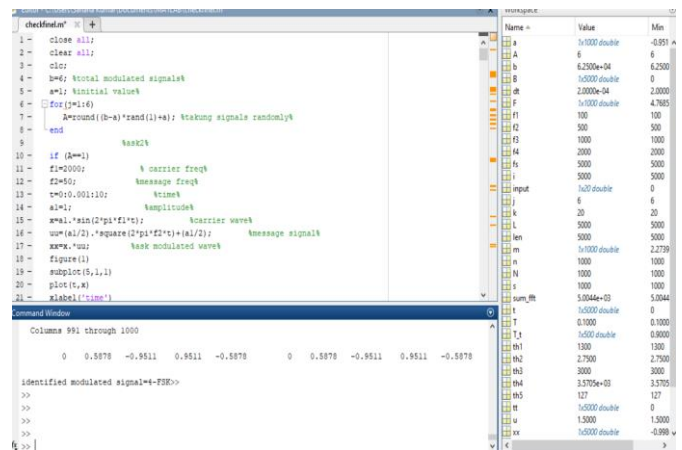 checkfinel.m*
1 - close all;
2 - clear all;
3 - clc;
4 - b=6; %total modulated signals%
5 - a=1; %initial value%
6 - for(j=1:6)
7 - A=round((b-a)*rand(1)+a); %takung signals randomly%
8 - end
9 %ask2%
10 - if (A==1)
11 - f1=2000; % carrier freq%
12 - f2=50; %message freq%
13 - t=0:0.001:10; %time%
14 - a1=1; %amplitude%
15 - x=a1.*sin(2*pi*f1*t); %carrier wave%
16 - uu=(a1/2).*square(2*pi*f2*t)+(a1/2); %message signal%
17 - xx=x.*uu; %ask modulated wave%
18 - figure(1)
19 - subplot(5,1,1)
20 - plot(t,x)
21 - xlabel('time')
Command Window
Columns 991 through 1000
0 0.5878 -0.9511 0.9511 -0.5878 0 0.5878 -0.9511 0.9511 -0.5878
identified modulated signal=4-FSK>>
>>
>>
>>
>>
fx >>
Workspace
Name Value Min
a 1x1000 double -0.951
A 6 6
b 6.2500e+04 6.2500
B 1x5000 double 0
dt 2.0000e-04 2.0000
F 1x1000 double 4.7685
f1 100 100
f2 500 500
f3 1000 1000
f4 2000 2000
fs 5000 5000
i 5000 5000
input 1x20 double 0
j 6 6
k 20 20
L 5000 5000
len 5000 5000
m 1x1000 double 2.2739
n 1000 1000
N 1000 1000
s 1000 1000
sum_fft 5.0044e+03 5.0044
t 1x5000 double 0
T 0.1000 0.1000
T_t 1x500 double 0.9000
th1 1300 1300
th2 2.7500 2.7500
th3 3000 3000
th4 3.5705e+03 3.5705
th5 127 127
tt 1x5000 double 0
u 1.5000 1.5000
xx 1x5000 double -0.998